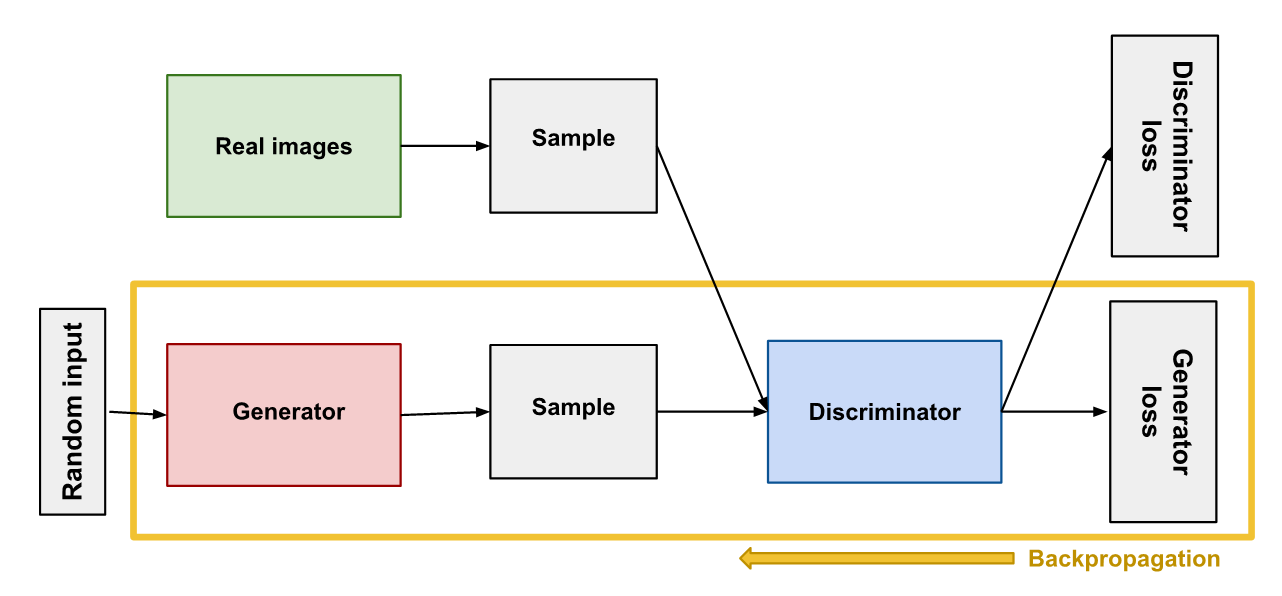 Real images
Sample
Discriminator
loss
Random input
Generator
Sample
Discriminator
Generator
loss
Backpropagation